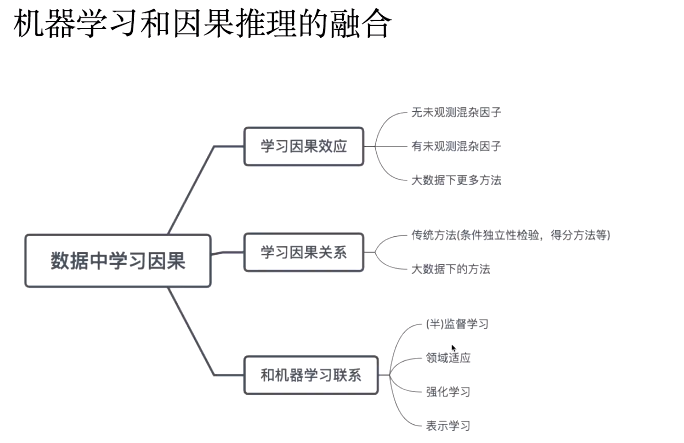 机器学习和因果推理的融合
数据中学习因果
学习因果效应
无未观测混杂因子
有未观测混杂因子
大数据下更多方法
学习因果关系
传统方法(条件独立性检验，得分方法等)
大数据下的方法
和机器学习联系
(半)监督学习
领域适应
强化学习
表示学习